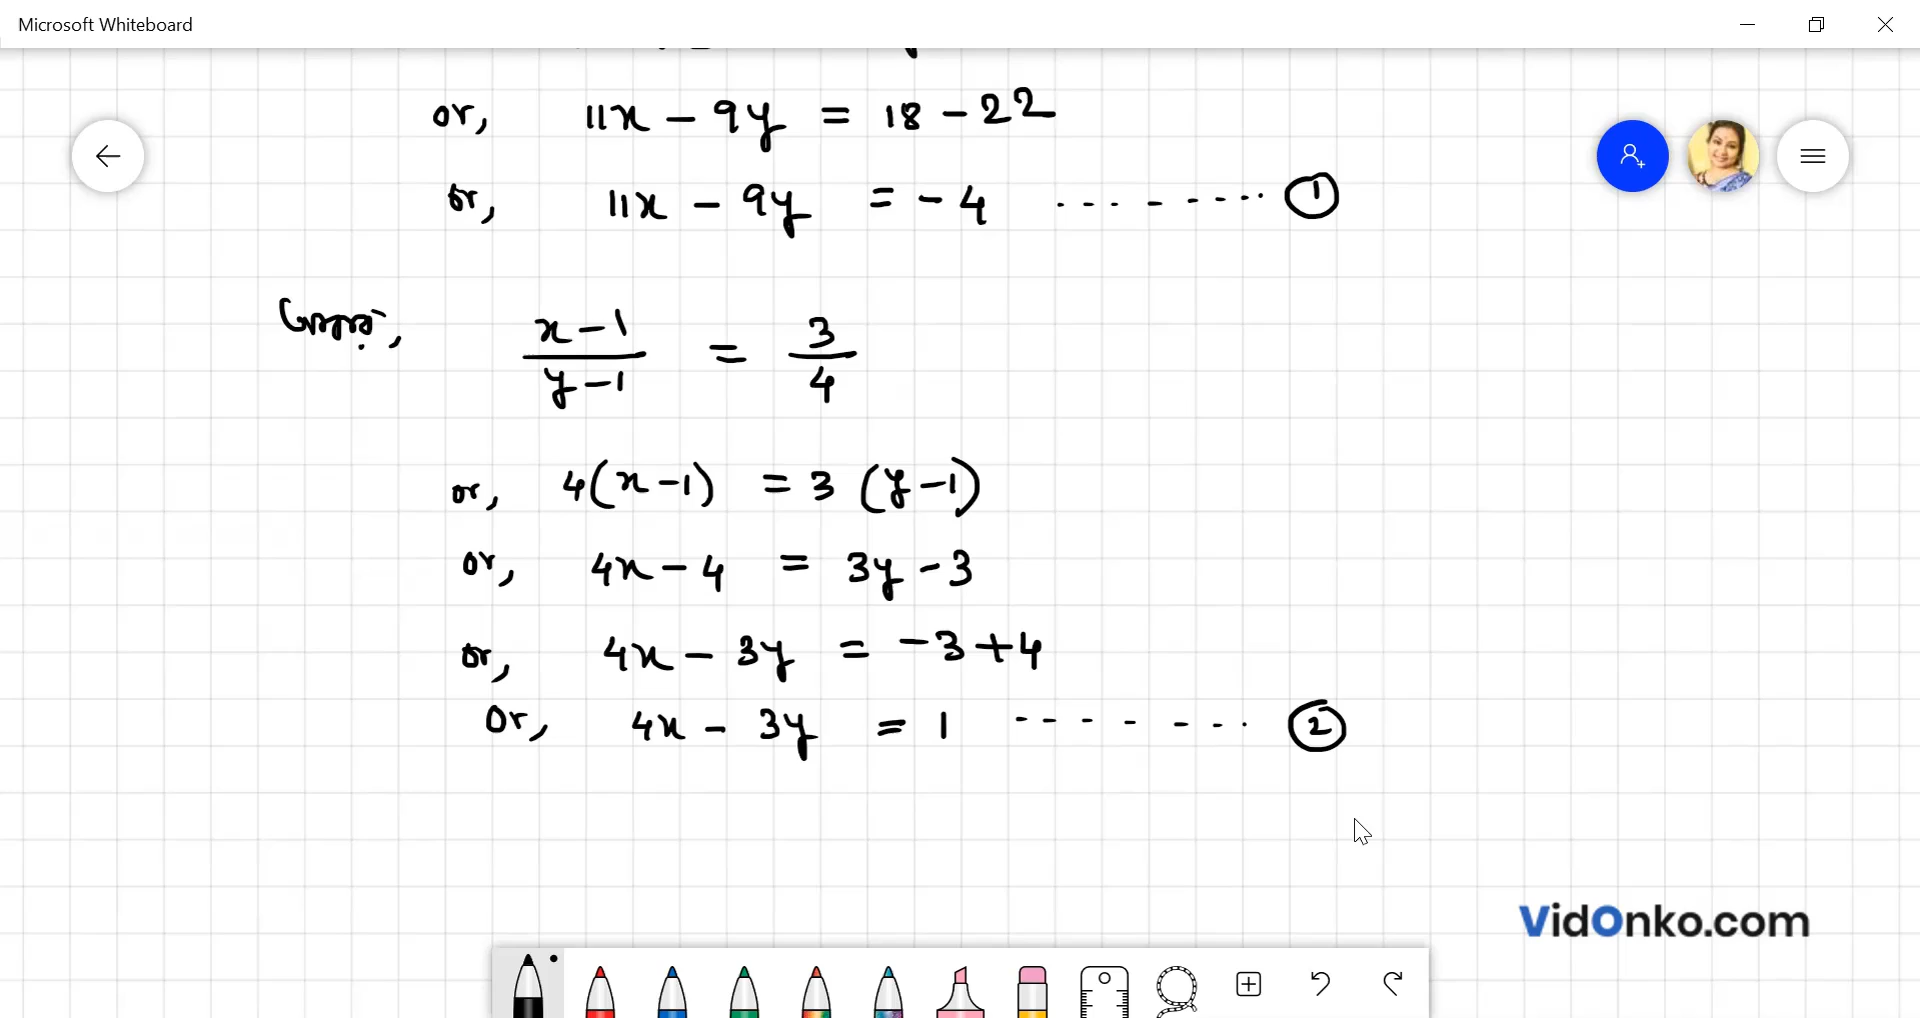 Microsoft Whiteboard
or, 11x - 9y = 18 - 22
or, 11x - 9y = - 4 ......... ①
x-1/y-1 = 3/4
or, 4(x-1) = 3 (y-1)
or, 4x - 4 = 3y - 3
or, 4x - 3y = -3+4
Or, 4x - 3y = 1 ........ ②
VidOnko.com